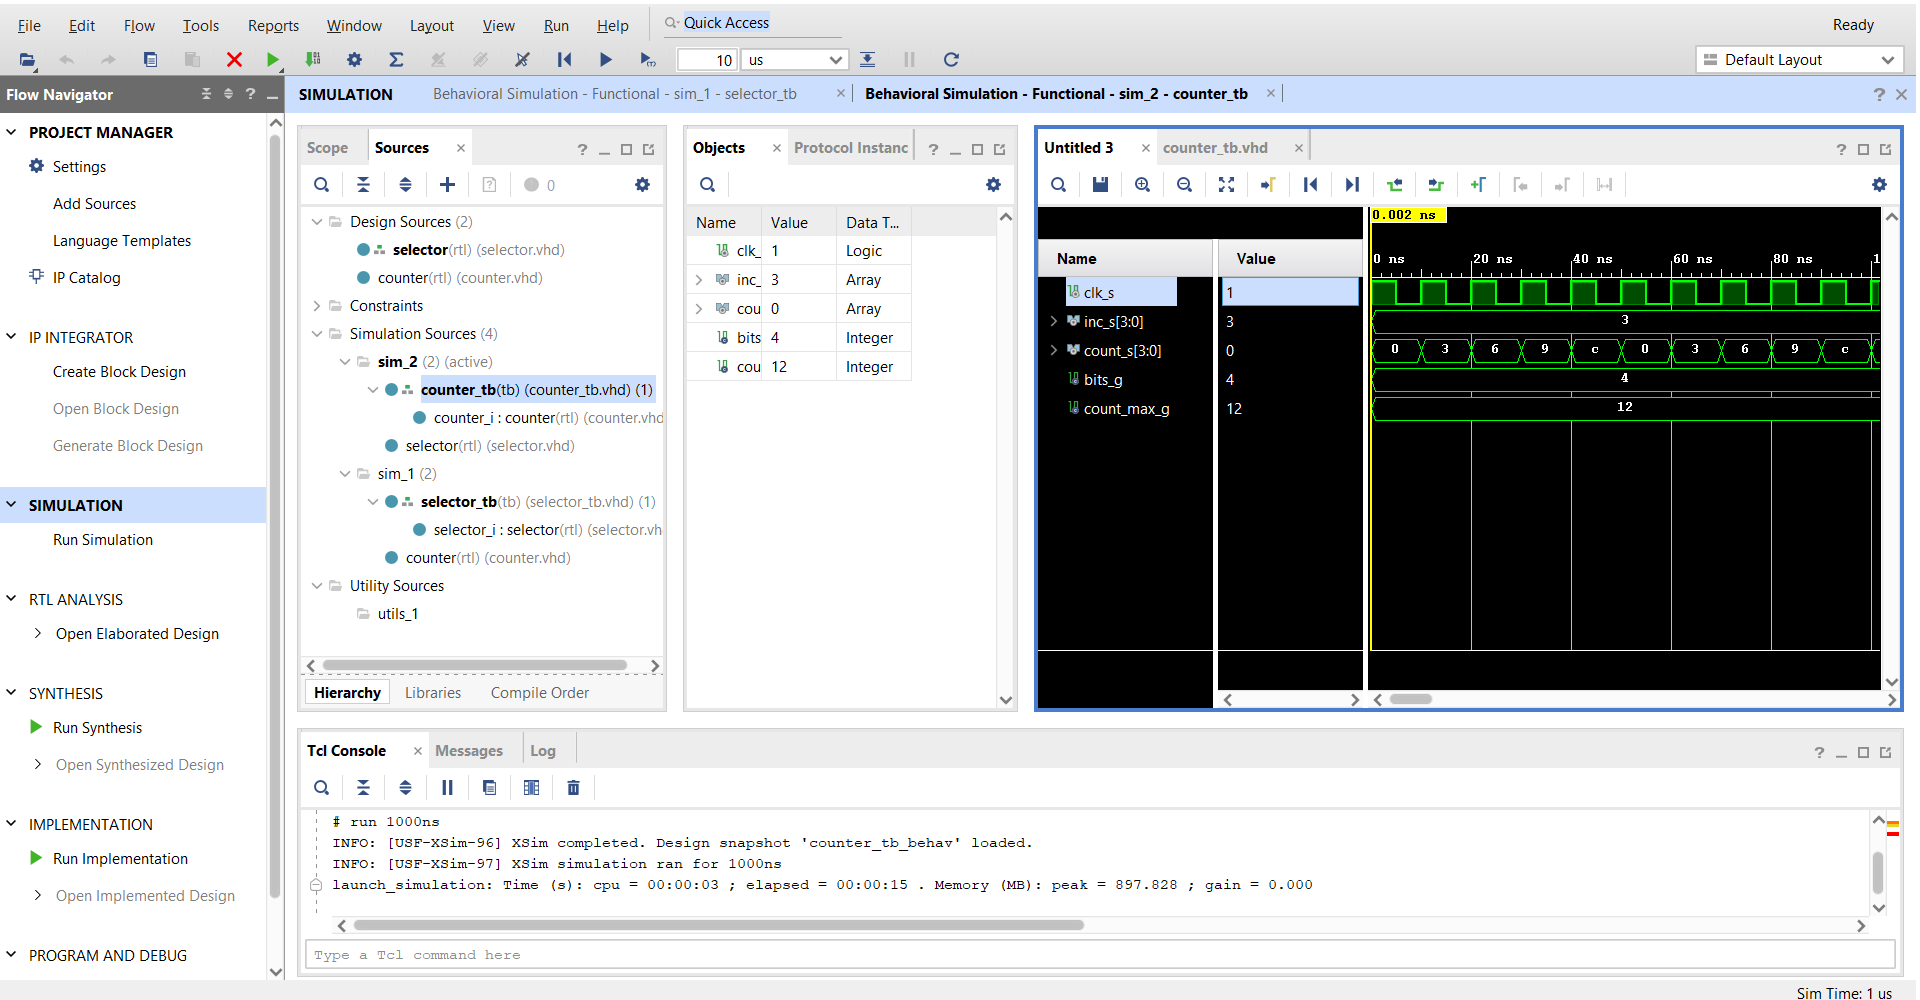 File Edit Flow Tools Reports Window Layout View Run Help Quick Access Ready
10 us Default Layout
Flow Navigator ? _
SIMULATION Behavioral Simulation - Functional - sim_1 - selector_tb × Behavioral Simulation - Functional - sim_2 - counter_tb × ? ×
PROJECT MANAGER
Settings
Add Sources
Language Templates
IP Catalog
IP INTEGRATOR
Create Block Design
Open Block Design
Generate Block Design
SIMULATION
Run Simulation
RTL ANALYSIS
Open Elaborated Design
SYNTHESIS
Run Synthesis
Open Synthesized Design
IMPLEMENTATION
Run Implementation
Open Implemented Design
PROGRAM AND DEBUG
Scope Sources × ? _
0
Design Sources (2)
selector(rtl) (selector.vhd)
counter(rtl) (counter.vhd)
Constraints
Simulation Sources (4)
sim_2 (2) (active)
counter_tb(tb) (counter_tb.vhd) (1)
counter_i : counter(rtl) (counter.vhd
selector(rtl) (selector.vhd)
sim_1 (2)
selector_tb(tb) (selector_tb.vhd) (1)
selector_i : selector(rtl) (selector.vh
counter(rtl) (counter.vhd)
Utility Sources
utils_1
Hierarchy Libraries Compile Order
Objects × Protocol Instanc ? _
Name Value Data T...
clk_ 1 Logic
inc_ 3 Array
cou 0 Array
bits 4 Integer
cou 12 Integer
Untitled 3 × counter_tb.vhd × ?
0.002 ns
Name Value 0 ns 20 ns 40 ns 60 ns 80 ns 1
clk_s 1
inc_s[3:0] 3 3
count_s[3:0] 0 0 3 6 9 c 0 3 6 9 c
bits_g 4 4
count_max_g 12 12
Tcl Console × Messages Log ? _
# run 1000ns
INFO: [USF-XSim-96] XSim completed. Design snapshot 'counter_tb_behav' loaded.
INFO: [USF-XSim-97] XSim simulation ran for 1000ns
launch_simulation: Time (s): cpu = 00:00:03 ; elapsed = 00:00:15 . Memory (MB): peak = 897.828 ; gain = 0.000
Type a Tcl command here
Sim Time: 1 us